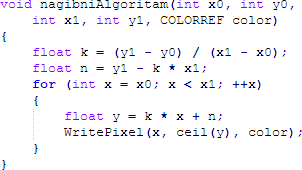 void nagibniAlgoritam(int x0, int y0,
int x1, int y1, COLORREF color)
{
float k = (y1 - y0) / (x1 - x0);
float n = y1 - k * x1;
for (int x = x0; x < x1; ++x)
{
float y = k * x + n;
WritePixel(x, ceil(y), color);
}
}